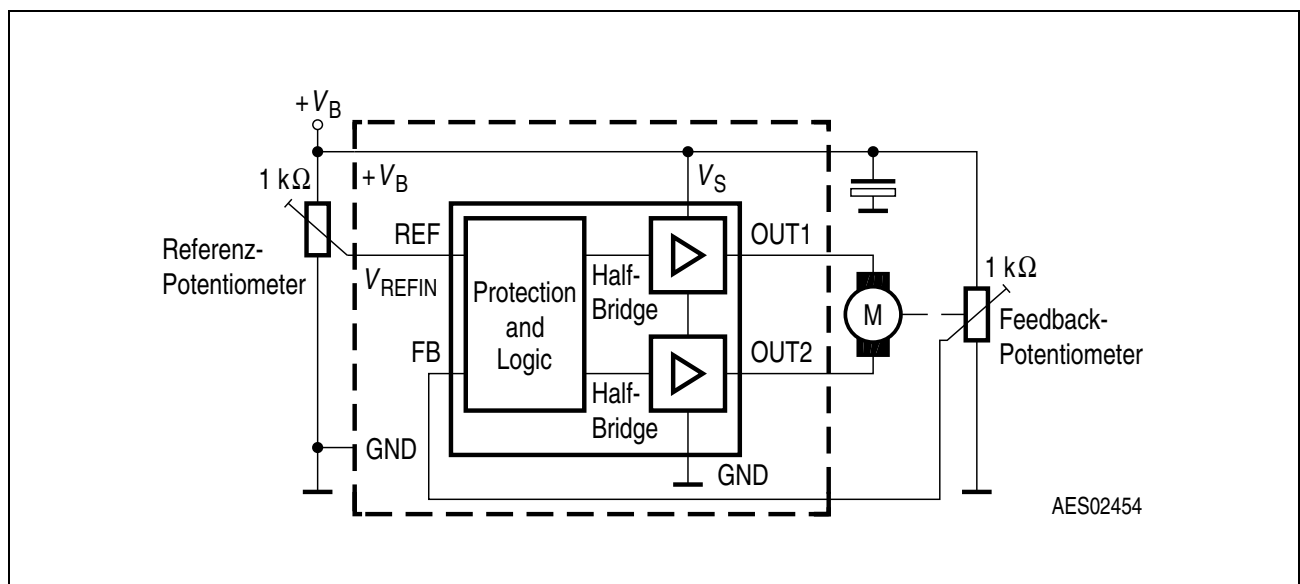 +VB
1 kΩ
+VB
VS
Referenz-
Potentiometer
REF
VREFIN
FB
Protection
and
Logic
Half-
Bridge
Half-
Bridge
OUT1
OUT2
M
1 kΩ
Feedback-
Potentiometer
GND
GND
AES02454